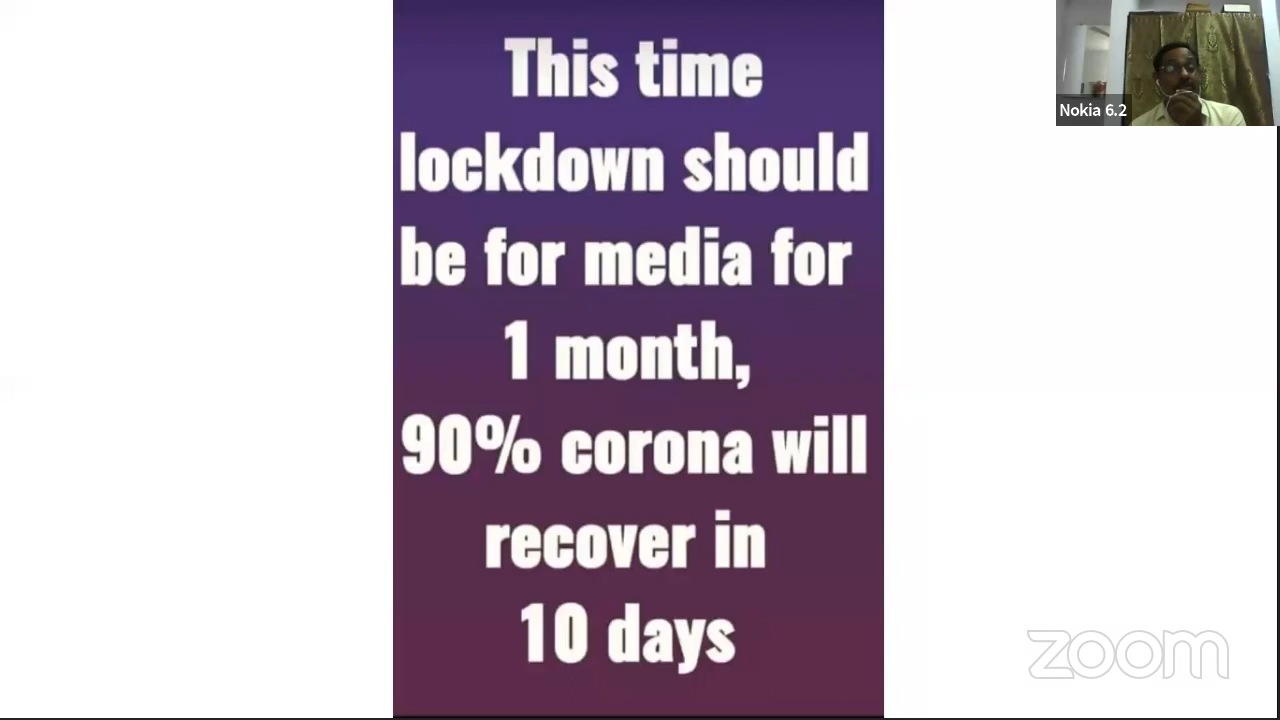 This time
lockdown should
be for media for
1 month,
90% corona will
recover in
10 days
Nokia 6.2
zoom